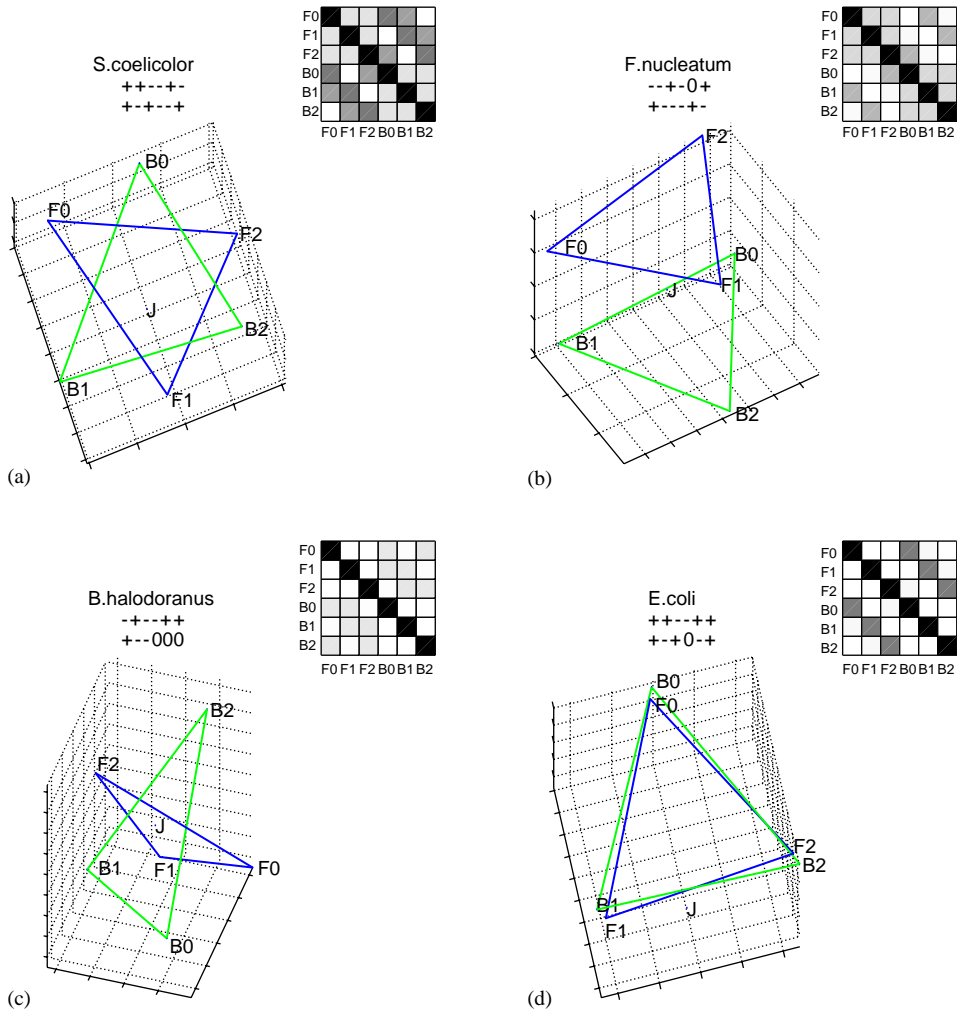 F0
F1
F2
B0
B1
B2
F0 F1 F2 B0 B1 B2
S.coelicolor
++--+-
+-+--+
B0
F0
F2
J
B2
B1
F1
(a)
F0
F1
F2
B0
B1
B2
F0 F1 F2 B0 B1 B2
F.nucleatum
--+-0+
+---+-
F2
F0
B0
F1
J
B1
B2
(b)
F0
F1
F2
B0
B1
B2
F0 F1 F2 B0 B1 B2
B.halodoranus
-+--++
+--000
B2
F2
J
B1
F1
F0
B0
(c)
F0
F1
F2
B0
B1
B2
F0 F1 F2 B0 B1 B2
E.coli
++--++
+-+0-+
B0
F0
F2
B2
B1
J
F1
(d)